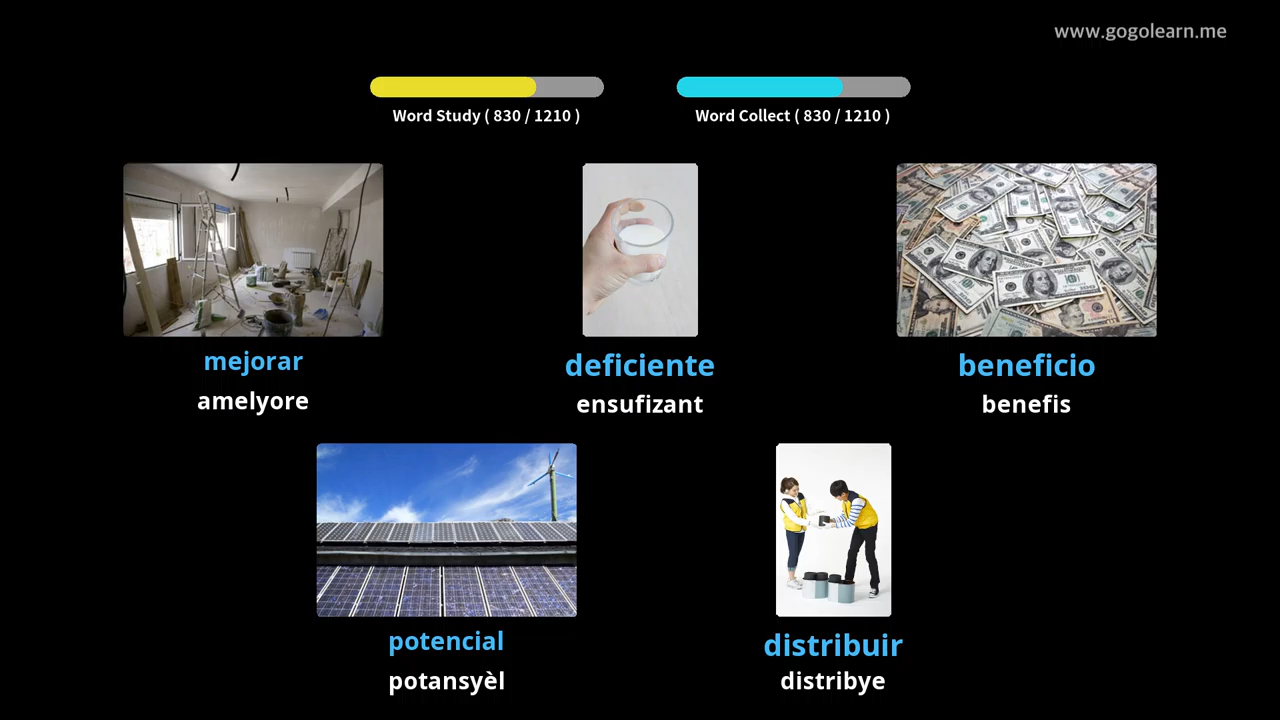 www.gogolearn.me
Word Study ( 830 / 1210 )
Word Collect ( 830 / 1210 )
mejorar
amelyore
deficiente
ensufizant
beneficio
benefis
potencial
potansyèl
distribuir
distribye